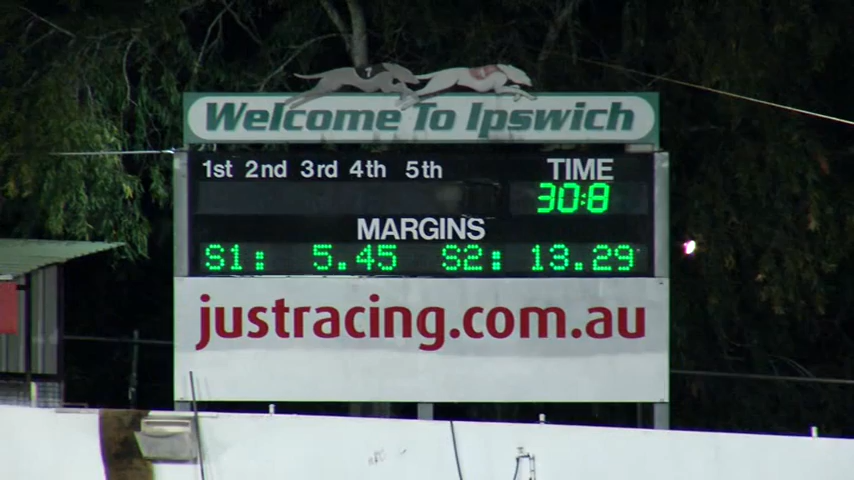 Welcome To Ipswich
1st 2nd 3rd 4th 5th TIME
30:8
MARGINS
S1: 5.45 S2: 13.29
justracing.com.au